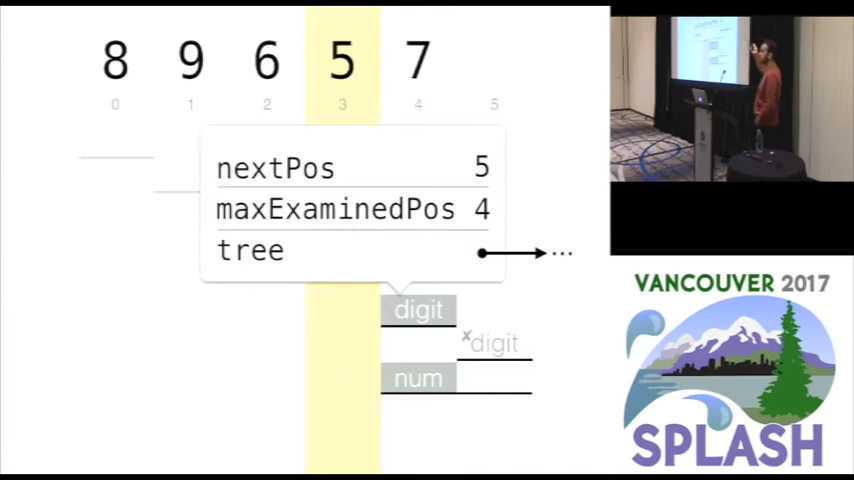 8 9 6 5 7
0 1 2 3 4 5
nextPos 5
maxExaminedPos 4
tree ...
digit
×digit
num
VANCOUVER 2017
SPLASH